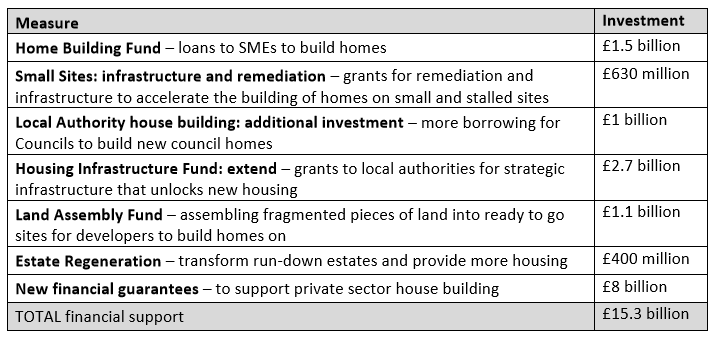 Measure Investment
Home Building Fund – loans to SMEs to build homes £1.5 billion
Small Sites: infrastructure and remediation – grants for remediation and £630 million
infrastructure to accelerate the building of homes on small and stalled sites
Local Authority house building: additional investment – more borrowing for £1 billion
Councils to build new council homes
Housing Infrastructure Fund: extend – grants to local authorities for strategic £2.7 billion
infrastructure that unlocks new housing
Land Assembly Fund – assembling fragmented pieces of land into ready to go £1.1 billion
sites for developers to build homes on
Estate Regeneration – transform run-down estates and provide more housing £400 million
New financial guarantees – to support private sector house building £8 billion
TOTAL financial support £15.3 billion